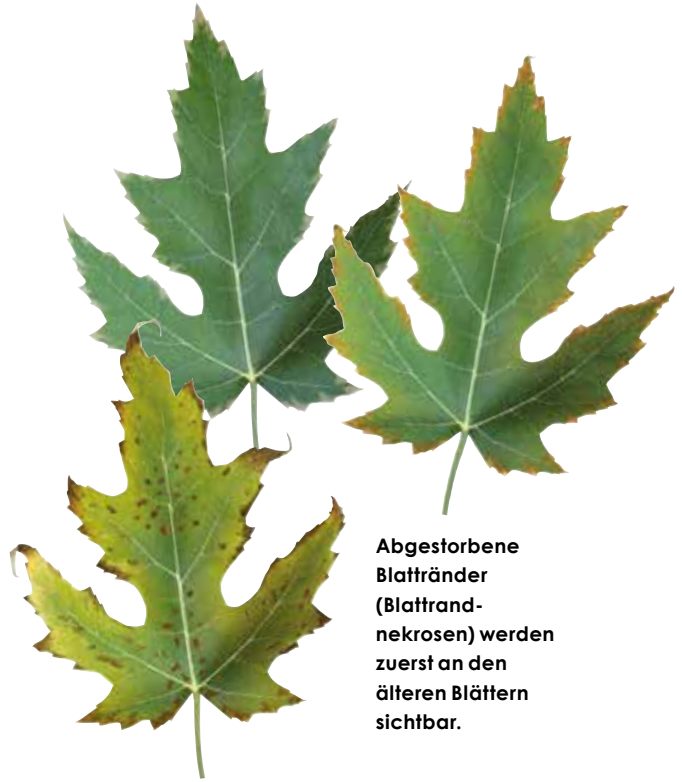 Abgestorbene
Blattränder
(Blattrand-
nekrosen) werden
zuerst an den
älteren Blättern
sichtbar.